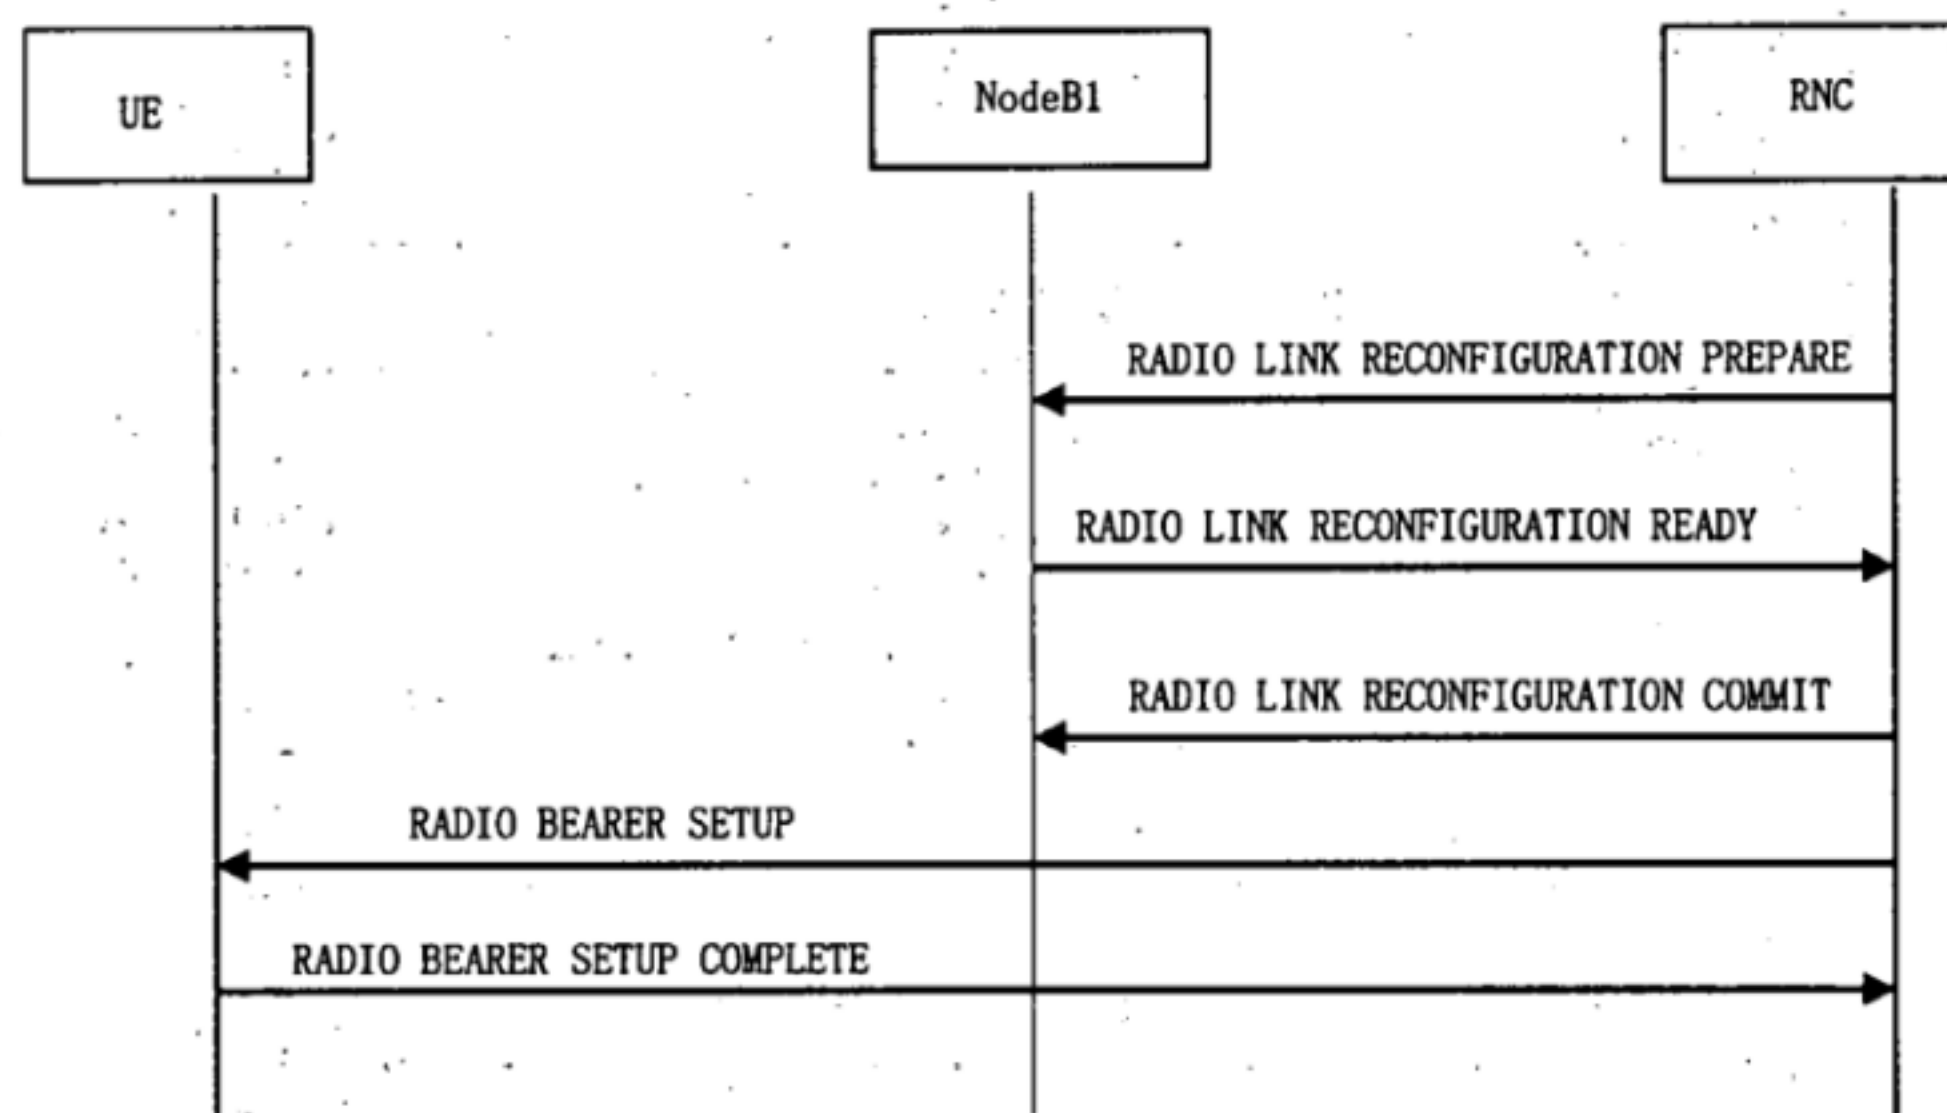 UE
NodeB1
RNC
RADIO LINK RECONFIGURATION PREPARE
RADIO LINK RECONFIGURATION READY
RADIO LINK RECONFIGURATION COMMIT
RADIO BEARER SETUP
RADIO BEARER SETUP COMPLETE